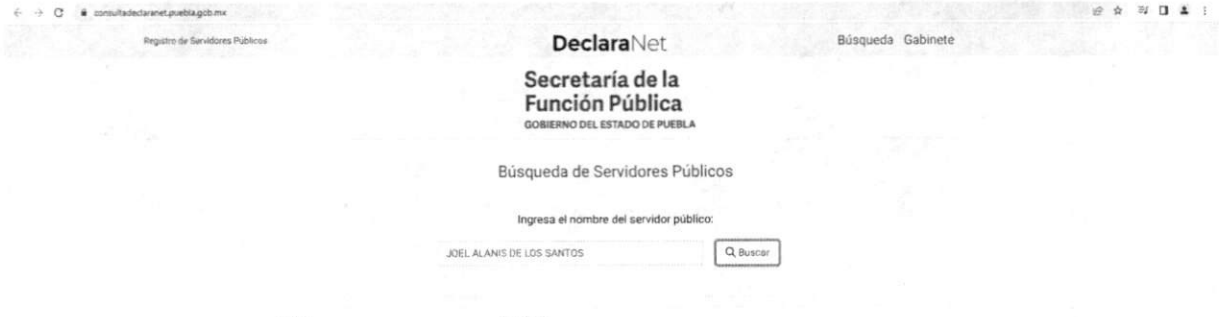 consultadeclaranet.puebla.gob.mx
Registro de Servidores Públicos
DeclaraNet
Búsqueda Gabinete
Secretaría de la
Función Pública
GOBIERNO DEL ESTADO DE PUEBLA
Búsqueda de Servidores Públicos
Ingresa el nombre del servidor público:
JOEL ALANIS DE LOS SANTOS
Buscar